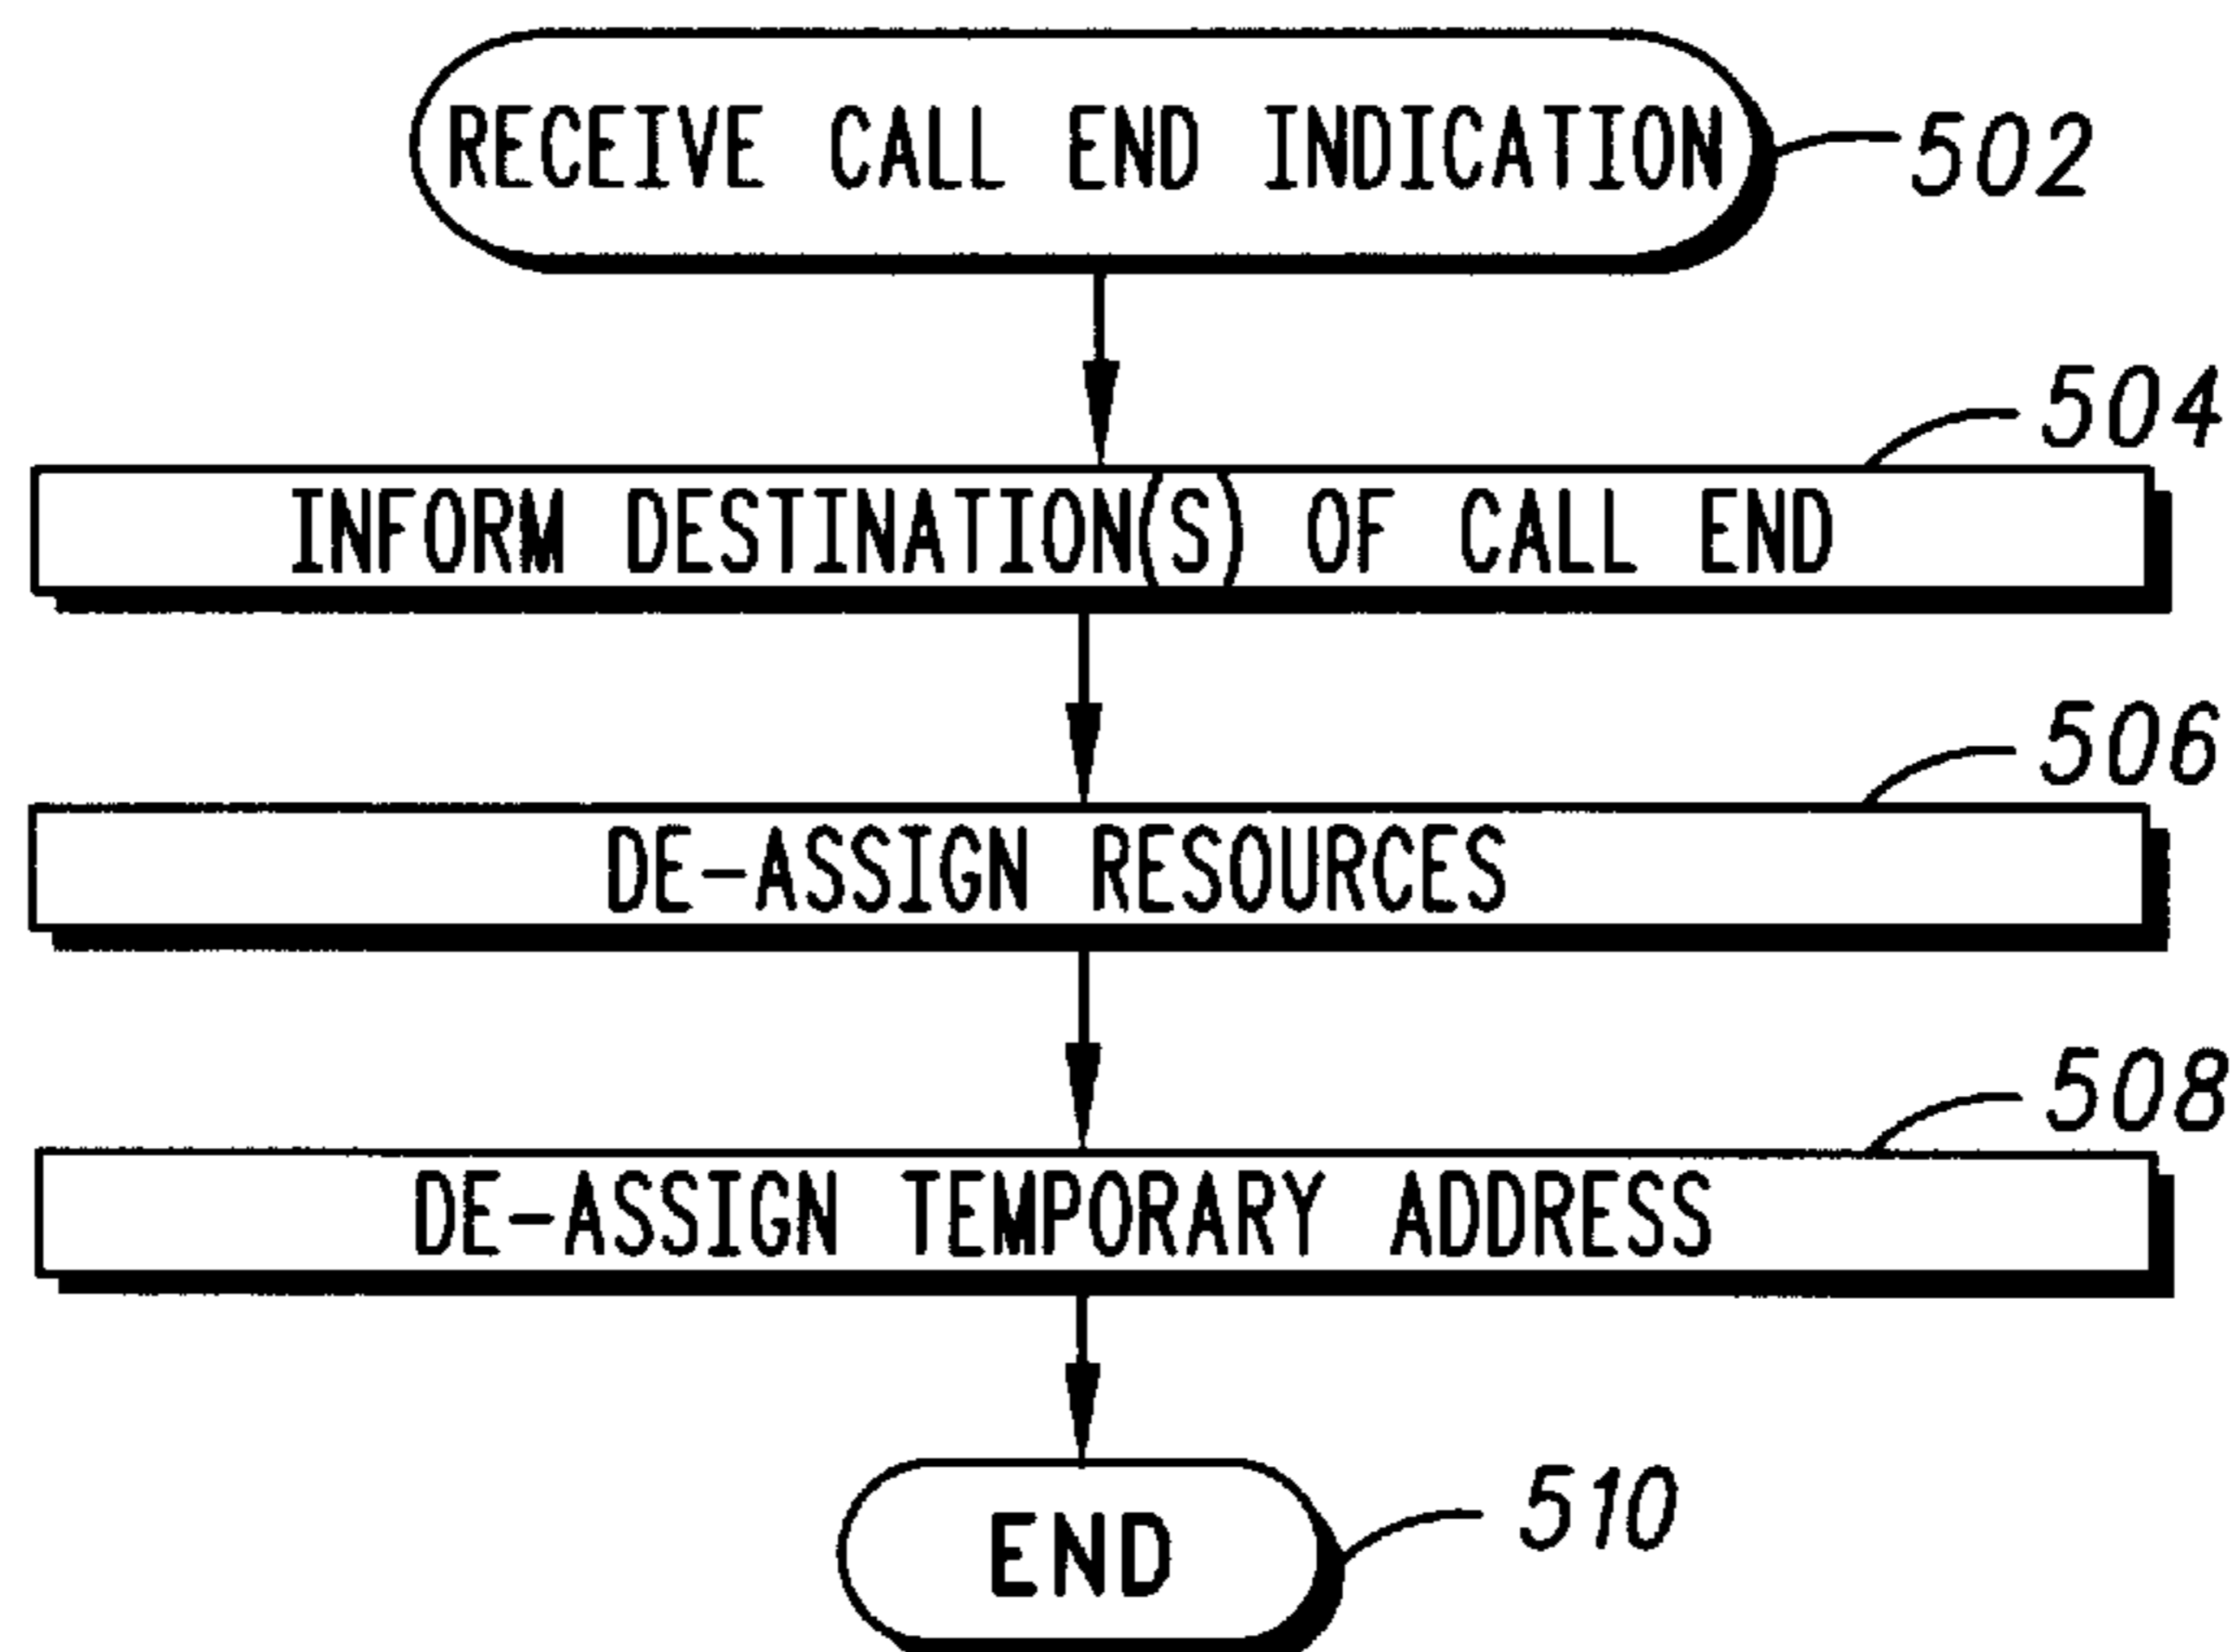 RECEIVE CALL END INDICATION 502
504
INFORM DESTINATION(S) OF CALL END
506
DE-ASSIGN RESOURCES
508
DE-ASSIGN TEMPORARY ADDRESS
END 510